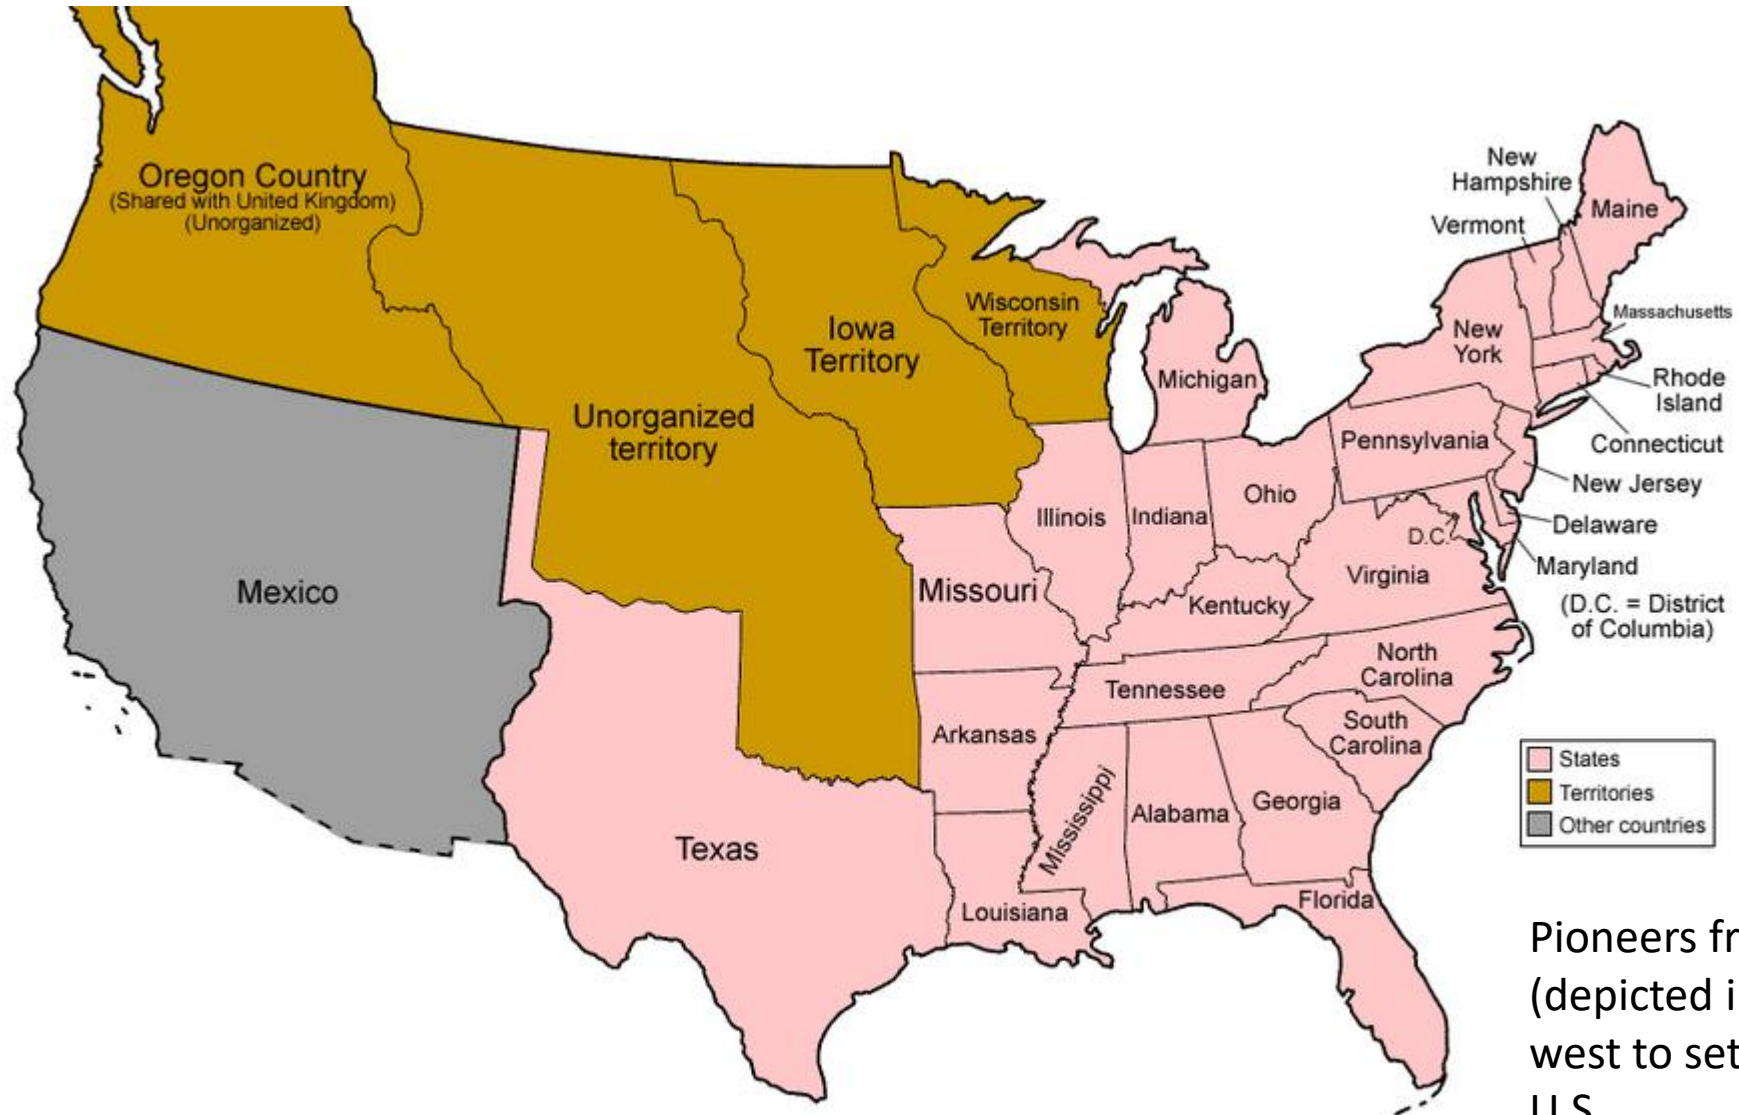 Oregon Country
(Shared with United Kingdom)
(Unorganized)
Unorganized
territory
Iowa
Territory
Wisconsin
Territory
Mexico
Texas
Missouri
Arkansas
Louisiana
Illinois
Indiana
Ohio
Michigan
Kentucky
Tennessee
Mississippi
Alabama
Georgia
Florida
South
Carolina
North
Carolina
Virginia
D.C.
Pennsylvania
New
York
Vermont
New
Hampshire
Maine
Massachusetts
Rhode
Island
Connecticut
New Jersey
Delaware
Maryland
(D.C. = District
of Columbia)
States
Territories
Other countries
Pioneers
(depicted
west to
U.S.